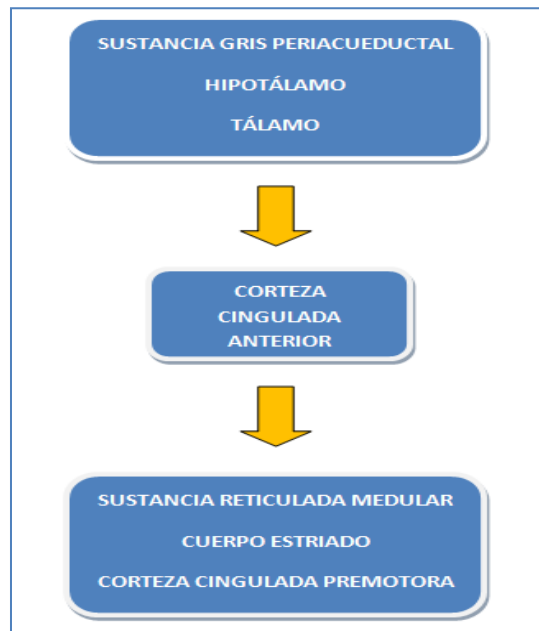 SUSTANCIA GRIS PERIACUEDUCTAL
HIPOTÁLAMO
TÁLAMO
CORTEZA
CINGULADA
ANTERIOR
SUSTANCIA RETICULADA MEDULAR
CUERPO ESTRIADO
CORTEZA CINGULADA PREMOTORA